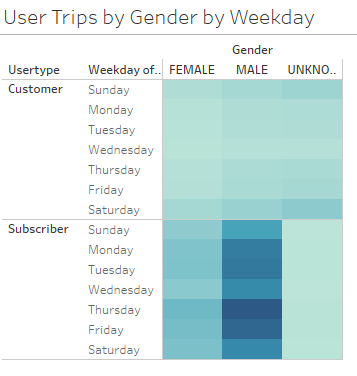 User Trips by Gender by Weekday
Gender
Usertype Weekday of.. FEMALE MALE UNKNO..
Customer Sunday
Monday
Tuesday
Wednesday
Thursday
Friday
Saturday
Subscriber Sunday
Monday
Tuesday
Wednesday
Thursday
Friday
Saturday